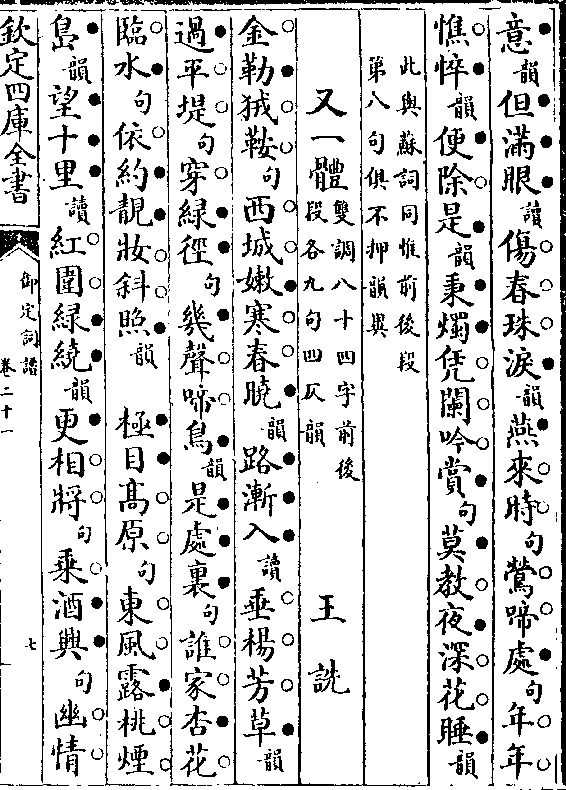 意韻但滿眼讀傷春珠淚韻燕來時句鶯啼處句年年
憔悴韻便除是韻秉燭凭闌吟賞句莫教夜深花睡韻
此與蘇詞同惟前後段
第八句俱不押韻異
又一體 雙調八十四字前後
段各九句四仄韻 王詵
金勒狨鞍句西城嫩寒春曉韻路漸入讀垂楊芳草韻
過平堤句穿緑徑句幾聲啼鳥韻是處裏句誰家杏花
臨水句依約靚妝斜照韻 極目高原句東風露桃煙
島韻望十里讀紅圍緑繞韻更相將句乘酒興句幽情
欽定四庫全書
御定詞譜
卷二十一
七